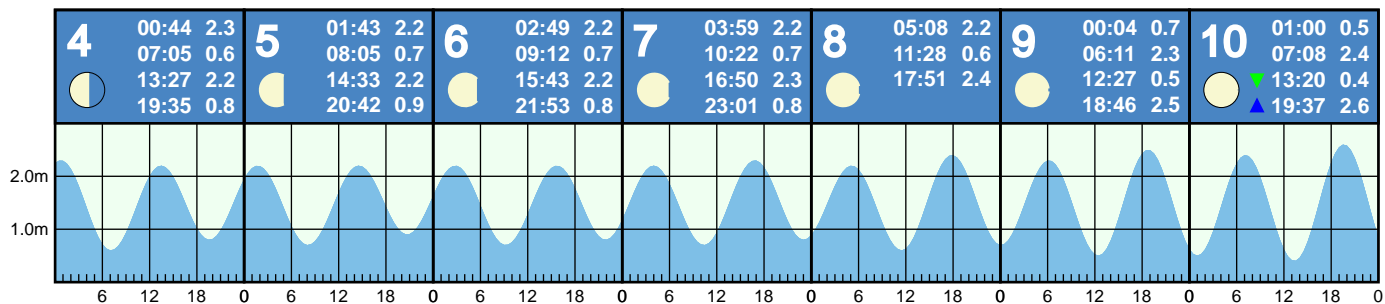 4 00:44 2.3 5 01:43 2.2 6 02:49 2.2 7 03:59 2.2 8 05:08 2.2 9 00:04 0.7 10 01:00 0.5
07:05 0.6 08:05 0.7 09:12 0.7 10:22 0.7 11:28 0.6 06:11 2.3 07:08 2.4
13:27 2.2 14:33 2.2 15:43 2.2 16:50 2.3 17:51 2.4 12:27 0.5 13:20 0.4
19:35 0.8 20:42 0.9 21:53 0.8 23:01 0.8 18:46 2.5 19:37 2.6
2.0m
1.0m
6 12 18 0 6 12 18 0 6 12 18 0 6 12 18 0 6 12 18 0 6 12 18 0 6 12 18 0